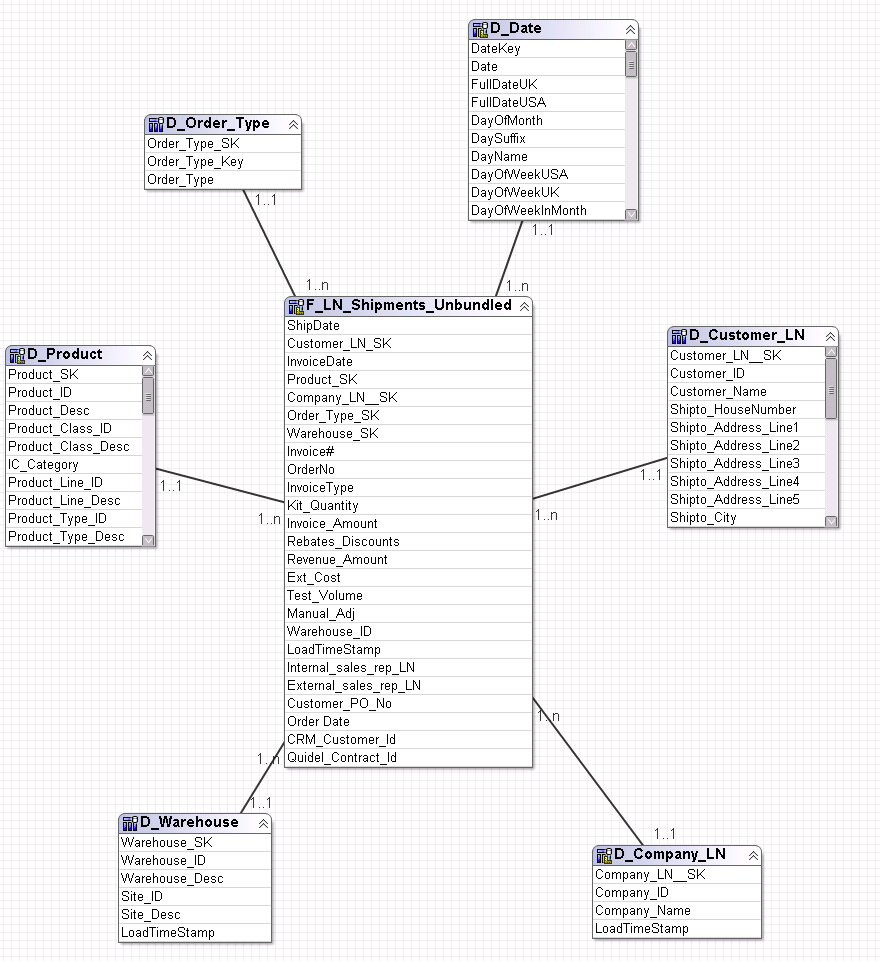 D_Date
DateKey
Date
FullDateUK
FullDateUSA
DayOfMonth
DaySuffix
DayName
DayOfWeekUSA
DayOfWeekUK
DayOfWeekInMonth
1..1
1..n
D_Order_Type
Order_Type_SK
Order_Type_Key
Order_Type
1..1
1..n
F_LN_Shipments_Unbundled
ShipDate
Customer_LN_SK
InvoiceDate
Product_SK
Company_LN__SK
Order_Type_SK
Warehouse_SK
Invoice#
OrderNo
InvoiceType
Kit_Quantity
Invoice_Amount
Rebates_Discounts
Revenue_Amount
Ext_Cost
Test_Volume
Manual_Adj
Warehouse_ID
LoadTimeStamp
Internal_sales_rep_LN
External_sales_rep_LN
Customer_PO_No
Order Date
CRM_Customer_Id
Quidel_Contract_Id
D_Product
Product_SK
Product_ID
Product_Desc
Product_Class_ID
Product_Class_Desc
IC_Category
Product_Line_ID
Product_Line_Desc
Product_Type_ID
Product_Type_Desc
1..1
1..n
D_Customer_LN
Customer_LN__SK
Customer_ID
Customer_Name
Shipto_HouseNumber
Shipto_Address_Line1
Shipto_Address_Line2
Shipto_Address_Line3
Shipto_Address_Line4
Shipto_Address_Line5
Shipto_City
1..1
1..n
1..n
1..1
D_Warehouse
Warehouse_SK
Warehouse_ID
Warehouse_Desc
Site_ID
Site_Desc
LoadTimeStamp
1..n
1..1
D_Company_LN
Company_LN__SK
Company_ID
Company_Name
LoadTimeStamp